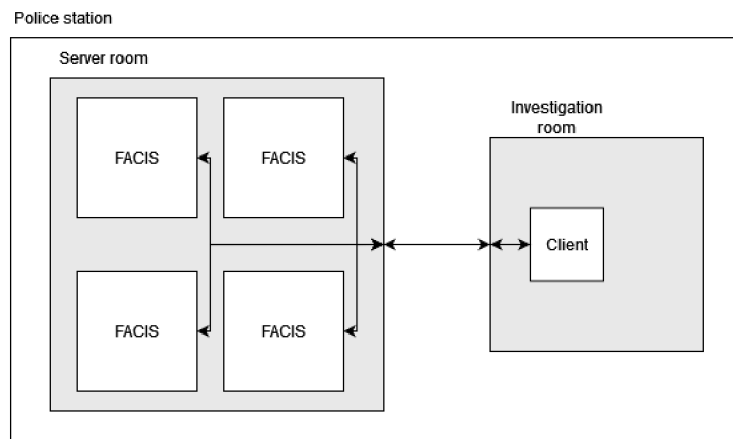 Police station
Server room
FACIS
FACIS
Investigation
room
Client
FACIS
FACIS